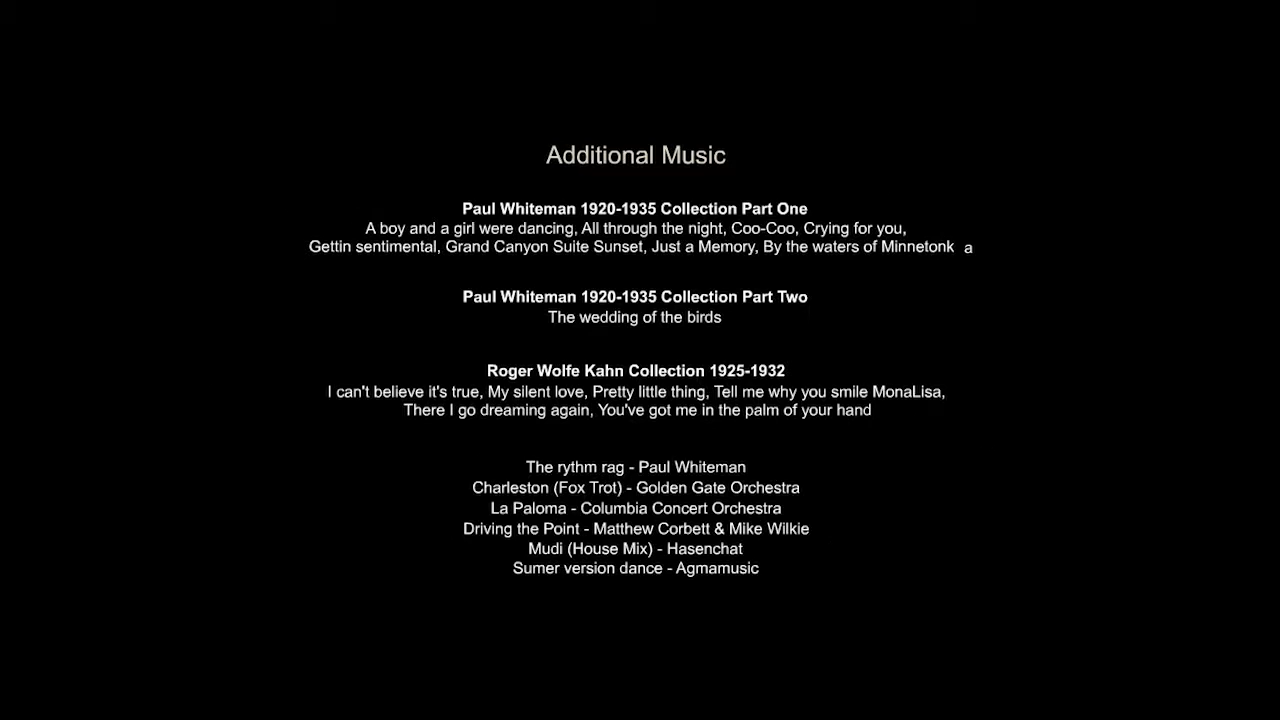 Additional Music
Paul Whiteman 1920-1935 Collection Part One
A boy and a girl were dancing, All through the night, Coo-Coo, Crying for you,
Gettin sentimental, Grand Canyon Suite Sunset, Just a Memory, By the waters of Minnetonk a
Paul Whiteman 1920-1935 Collection Part Two
The wedding of the birds
Roger Wolfe Kahn Collection 1925-1932
I can't believe it's true, My silent love, Pretty little thing, Tell me why you smile MonaLisa,
There I go dreaming again, You've got me in the palm of your hand
The rythm rag - Paul Whiteman
Charleston (Fox Trot) - Golden Gate Orchestra
La Paloma - Columbia Concert Orchestra
Driving the Point - Matthew Corbett & Mike Wilkie
Mudi (House Mix) - Hasenchat
Sumer version dance - Agmamusic